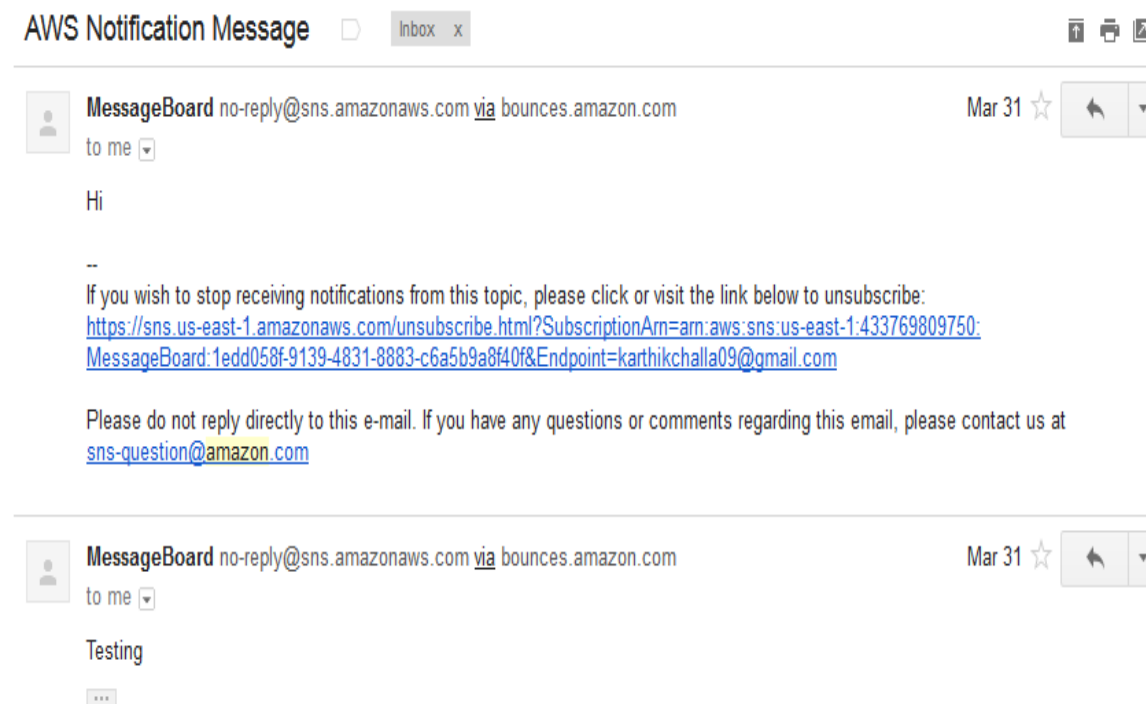 AWS Notification Message Inbox x
MessageBoard no-reply@sns.amazonaws.com via bounces.amazon.com Mar 31
to me
Hi
--
If you wish to stop receiving notifications from this topic, please click or visit the link below to unsubscribe:
https://sns.us-east-1.amazonaws.com/unsubscribe.html?SubscriptionArn=arn:aws:sns:us-east-1:433769809750:
MessageBoard:1edd058f-9139-4831-8883-c6a5b9a8f40f&Endpoint=karthikchalla09@gmail.com
Please do not reply directly to this e-mail. If you have any questions or comments regarding this email, please contact us at
sns-question@amazon.com
MessageBoard no-reply@sns.amazonaws.com via bounces.amazon.com Mar 31
to me
Testing
...